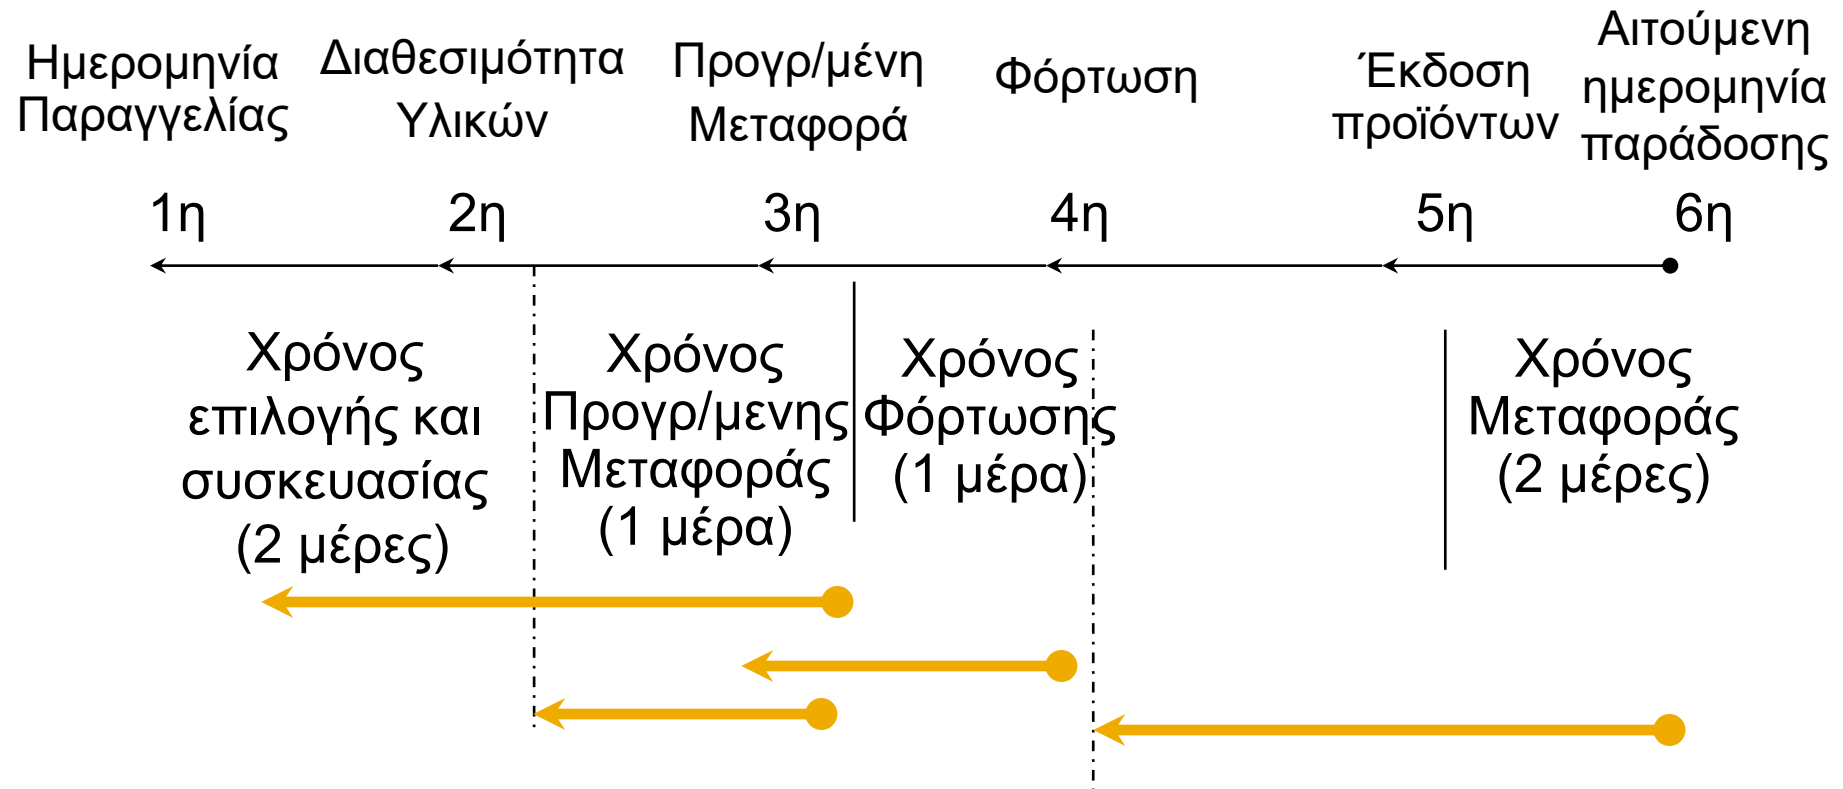 Ημερομηνία
Παραγγελίας
Διαθεσιμότητα
Υλικών
Προγρ/μένη
Μεταφορά
Φόρτωση
Έκδοση
προϊόντων
Αιτούμενη
ημερομηνία
παράδοσης
1η
2η
3η
4η
5η
6η
Χρόνος
επιλογής και
συσκευασίας
(2 μέρες)
Χρόνος
Προγρ/μενης
Μεταφοράς
(1 μέρα)
Χρόνος
Φόρτωσης
(1 μέρα)
Χρόνος
Μεταφοράς
(2 μέρες)